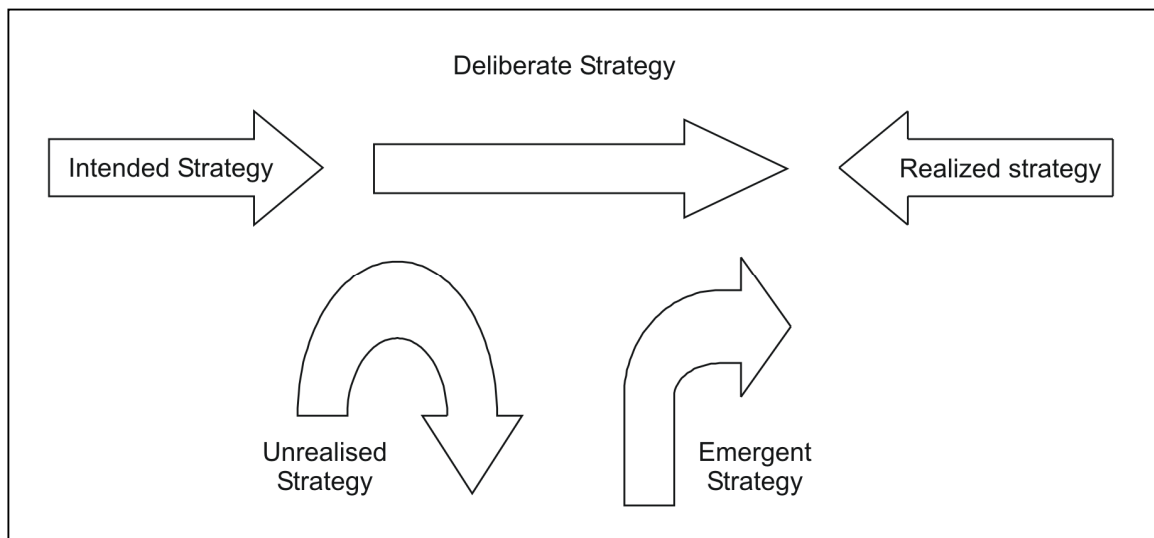 Deliberate Strategy
Intended Strategy
Realized strategy
Unrealised
Strategy
Emergent
Strategy